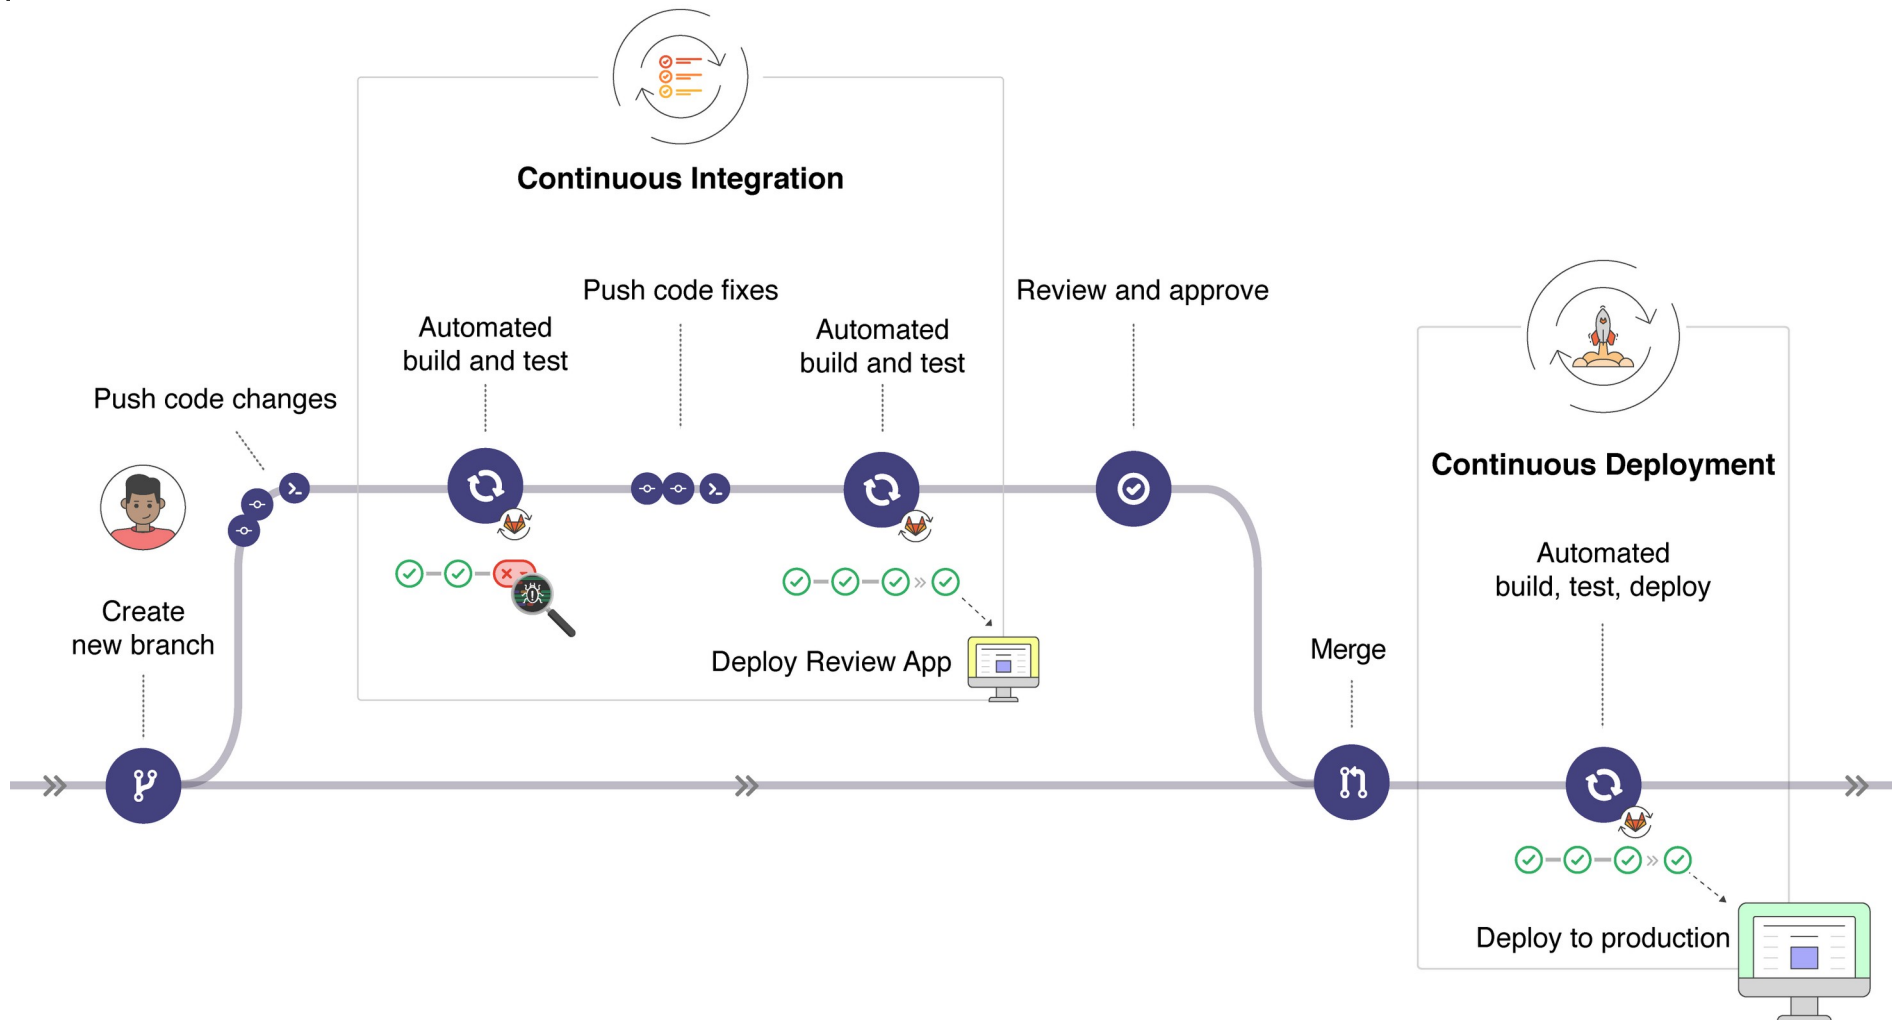 Continuous Integration
Push code fixes
Review and approve
Automated
build and test
Automated
build and test
Push code changes
Continuous Deployment
Automated
build, test, deploy
Create
new branch
Merge
Deploy Review App
Deploy to production